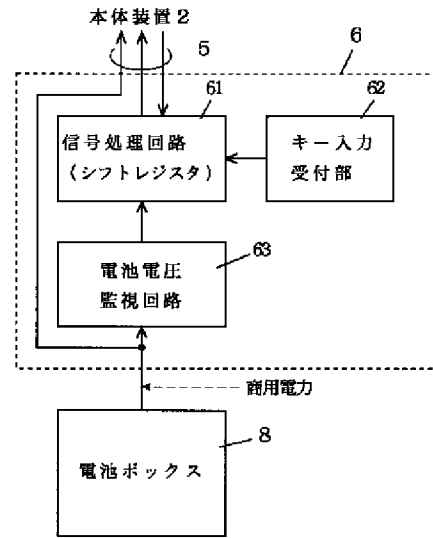 本体装置2
5
6
61
62
信号処理回路
(シフトレジスタ)
キー入力
受付部
63
電池電圧
監視回路
商用電力
8
電池ボックス